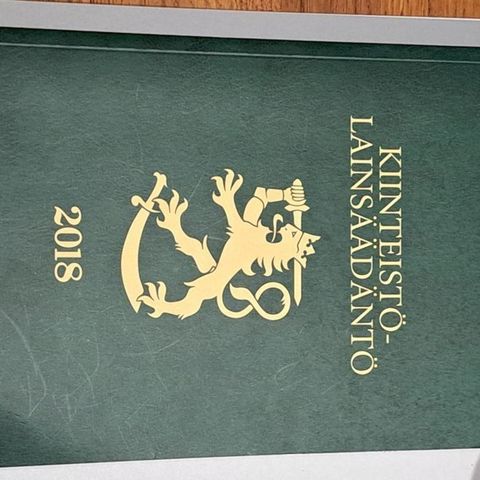 KIINTEISTÖ-
LAINSÄÄDÄNTÖ
2018